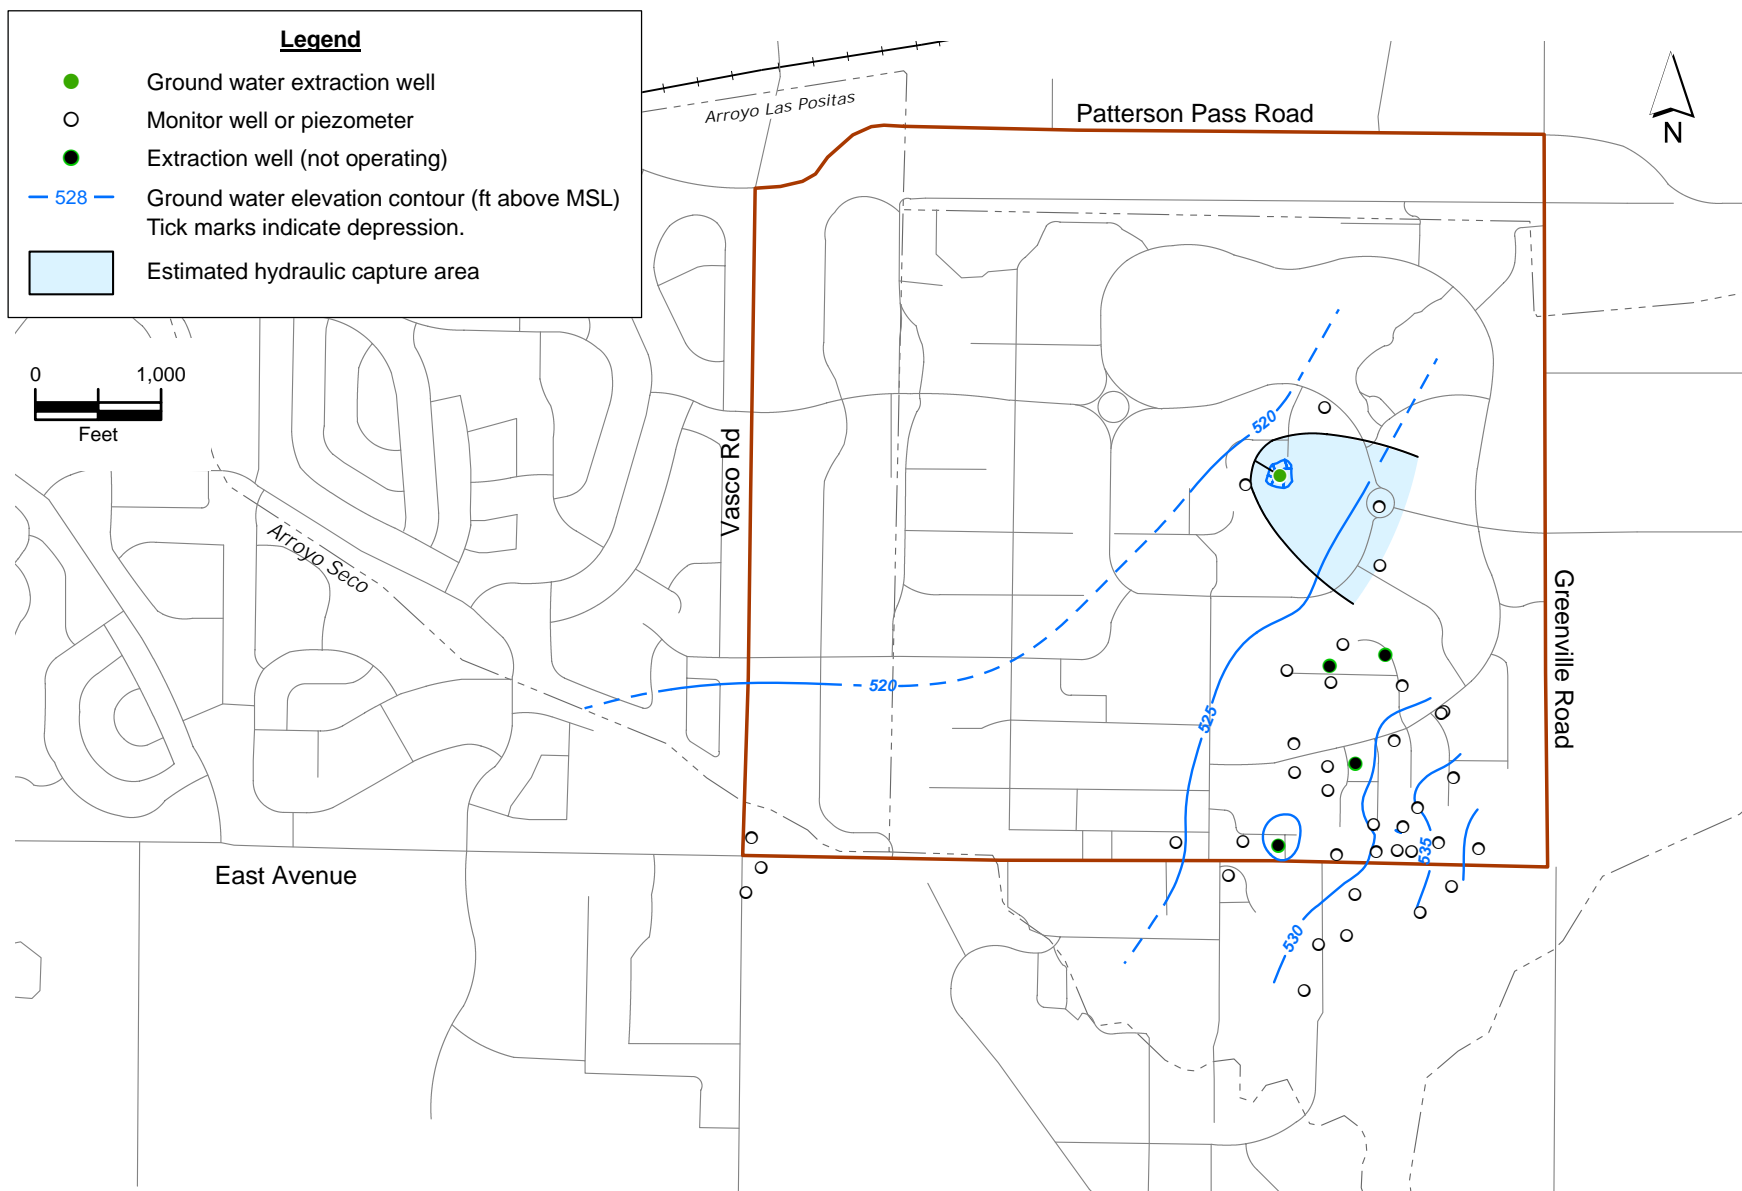 Legend
Ground water extraction well
Monitor well or piezometer
Extraction well (not operating)
528
Ground water elevation contour (ft above MSL)
Tick marks indicate depression.
Estimated hydraulic capture area
0 1,000
Feet
Arroyo Las Positas
Patterson Pass Road
N
Vasco Rd
Arroyo Seco
Greenville Road
East Avenue
520
520
525
530
535